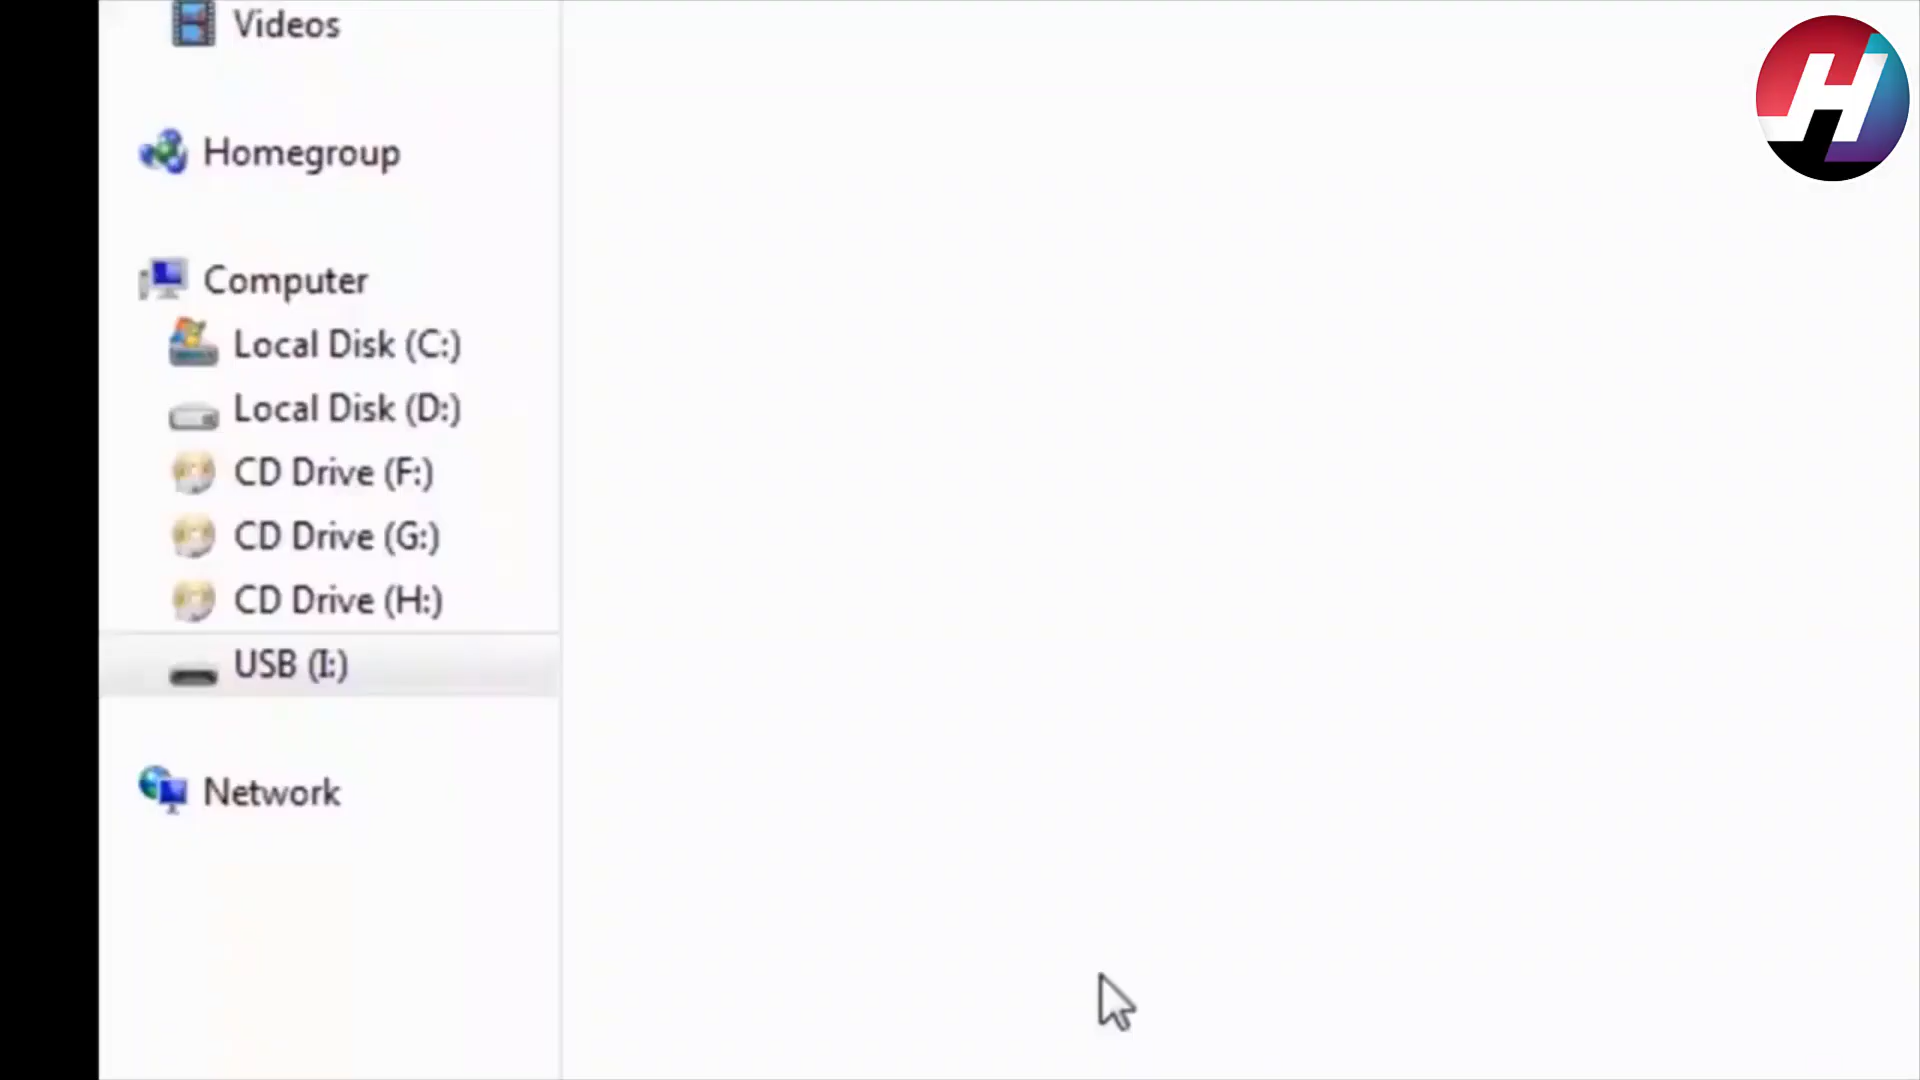 Videos
Homegroup
Computer
Local Disk (C:)
Local Disk (D:)
CD Drive (F:)
CD Drive (G:)
CD Drive (H:)
USB (I:)
Network
H